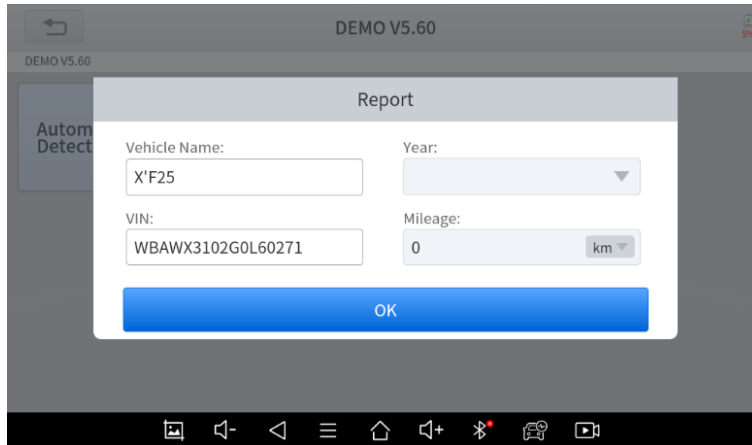 DEMO V5.60
5%
DEMO V5.60
Autom
Detect
Report
Vehicle Name:
X'F25
Year:
VIN:
WBAWX3102G0L60271
Mileage:
0
km
OK